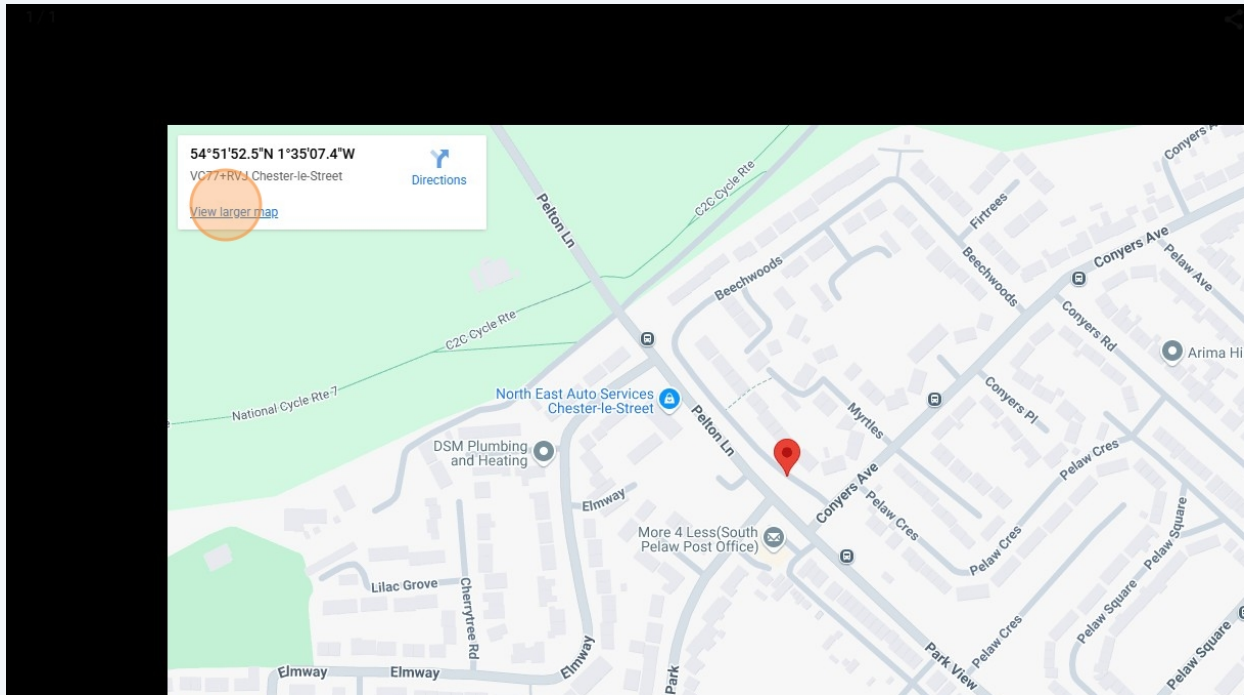 1 / 1
54°51'52.5"N 1°35'07.4"W
VC77+RVJ Chester-le-Street
View larger map
Directions
Conyers A
C2C Cycle Rte
Pelton Ln
Firtrees
Conyers Ave
Beechwoods
Pelaw Ave
Beechwoods
C2C Cycle Rte
Conyers Rd
Arima Hi
National Cycle Rte 7
North East Auto Services
Chester-le-Street
Conyers Pl
Pelton Ln
Myrtles
DSM Plumbing
and Heating
Pelaw Cres
Conyers Ave
Elmway
Pelaw Cres
More 4 Less(South
Pelaw Post Office)
Pelaw Square
Pelaw Cres
Lilac Grove
Cherrytree Rd
Pelaw Square
Pelaw Cres
Elmway
Park View
Pelaw Square
Elmway
Elmway
Park